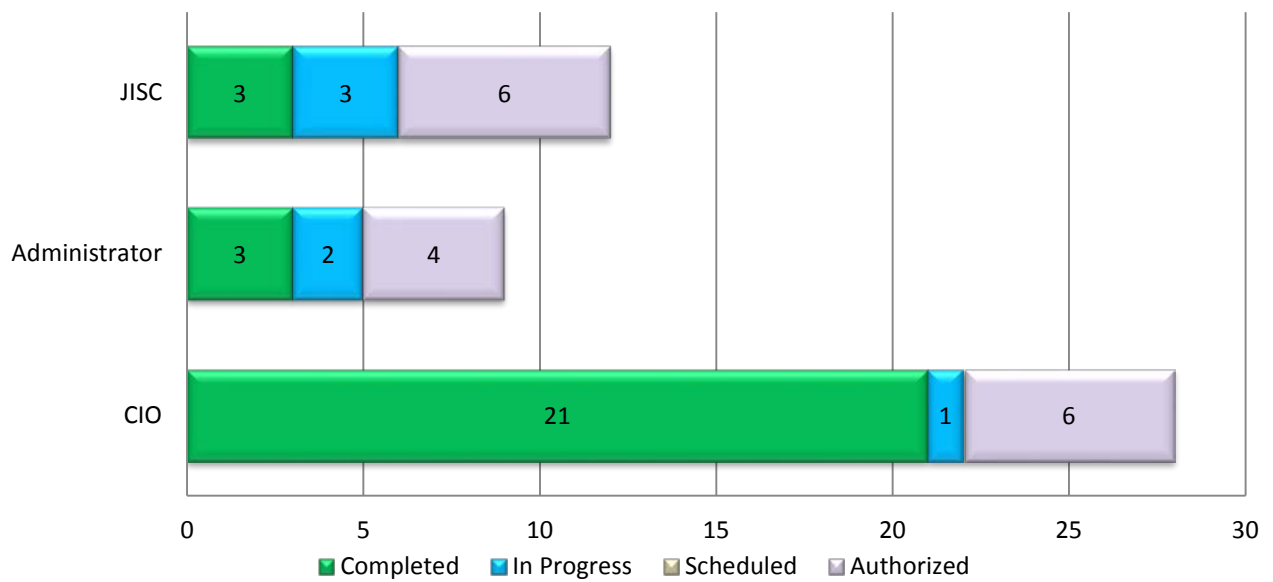 JISC
3 3 6
Administrator
3 2 4
CIO
21 1 6
0 5 10 15 20 25 30
Completed In Progress Scheduled Authorized